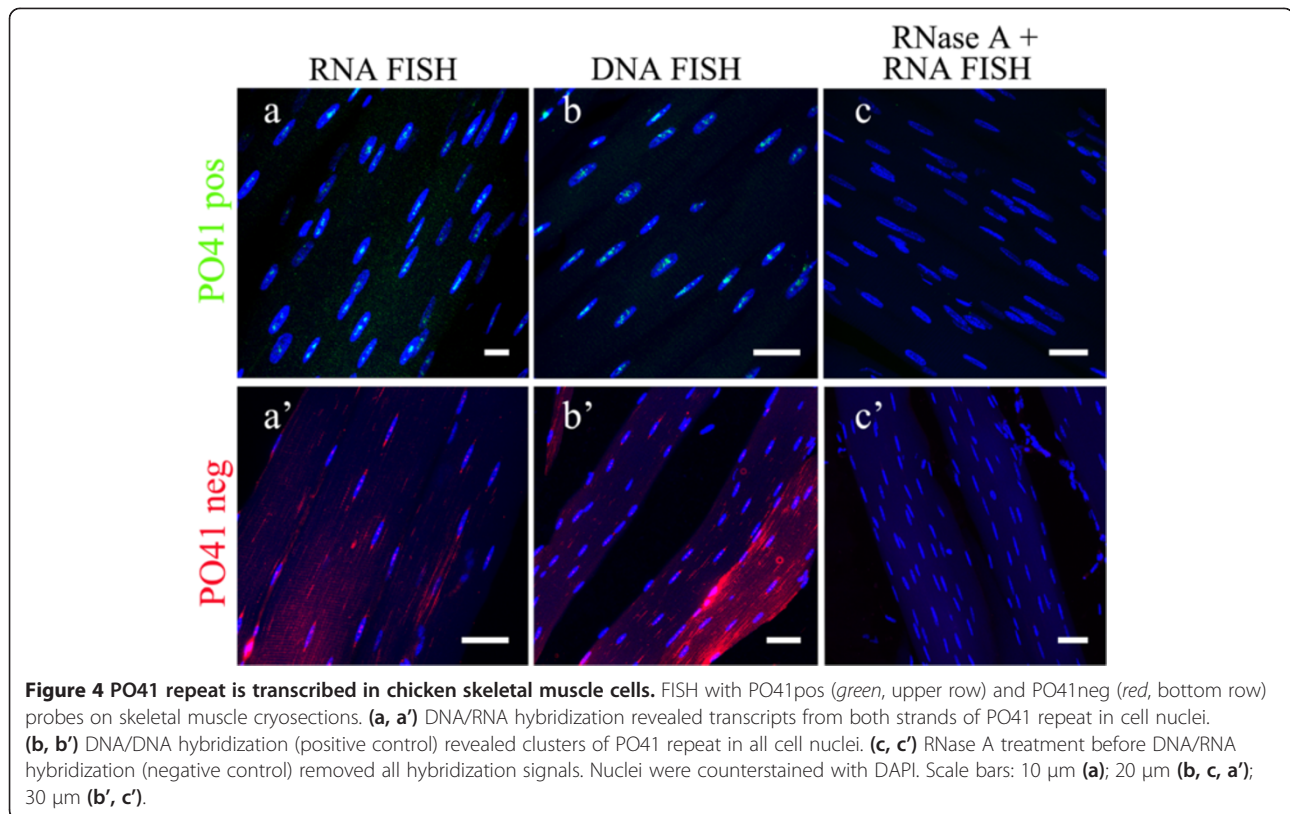 RNA FISH
DNA FISH
RNase A +
RNA FISH
PO41 pos
a
b
c
PO41 neg
a’
b’
c’
Figure 4 PO41 repeat is transcribed in chicken skeletal muscle cells. FISH with PO41pos (green, upper row) and PO41neg (red, bottom row)
probes on skeletal muscle cryosections. (a, a’) DNA/RNA hybridization revealed transcripts from both strands of PO41 repeat in cell nuclei.
(b, b’) DNA/DNA hybridization (positive control) revealed clusters of PO41 repeat in all cell nuclei. (c, c’) RNase A treatment before DNA/RNA
hybridization (negative control) removed all hybridization signals. Nuclei were counterstained with DAPI. Scale bars: 10 μm (a); 20 μm (b, c, a’);
30 μm (b’, c’).